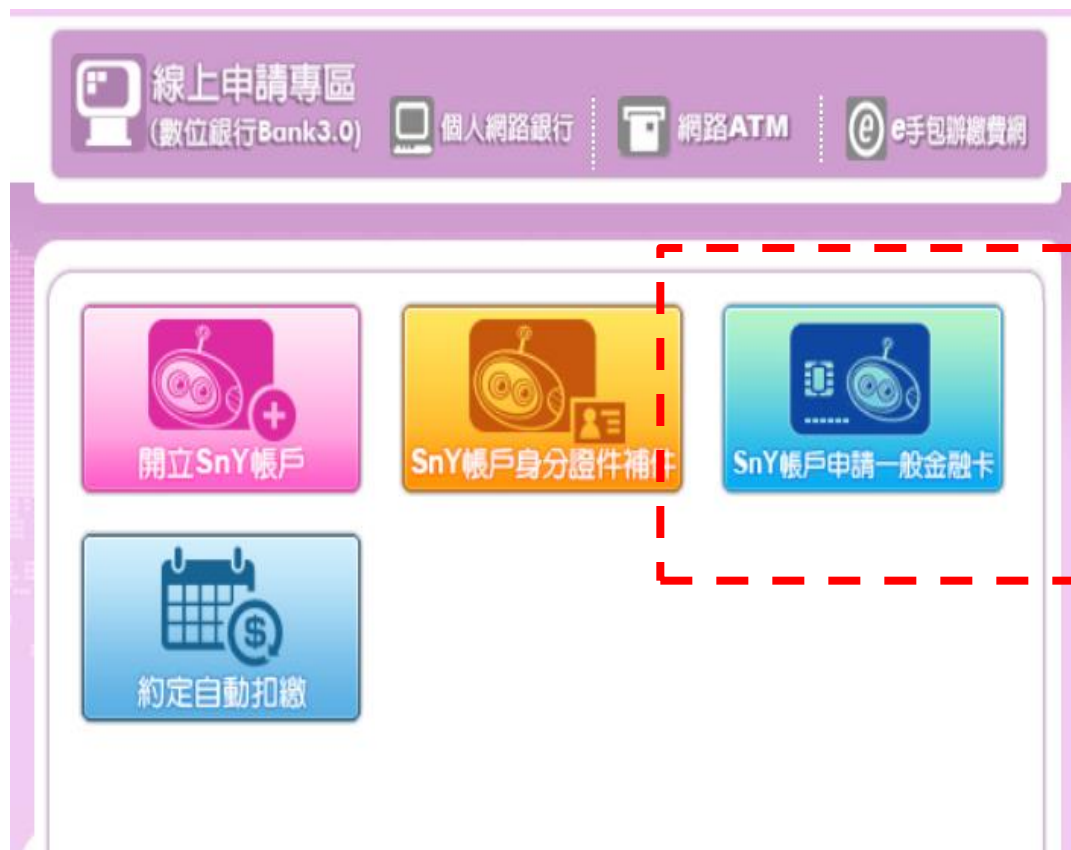 線上申請專區
(數位銀行Bank3.0)
個人網路銀行
網路ATM
e手包辦繳費網
開立SnY帳戶
SnY帳戶身分證件補件
SnY帳戶申請一般金融卡
約定自動扣繳